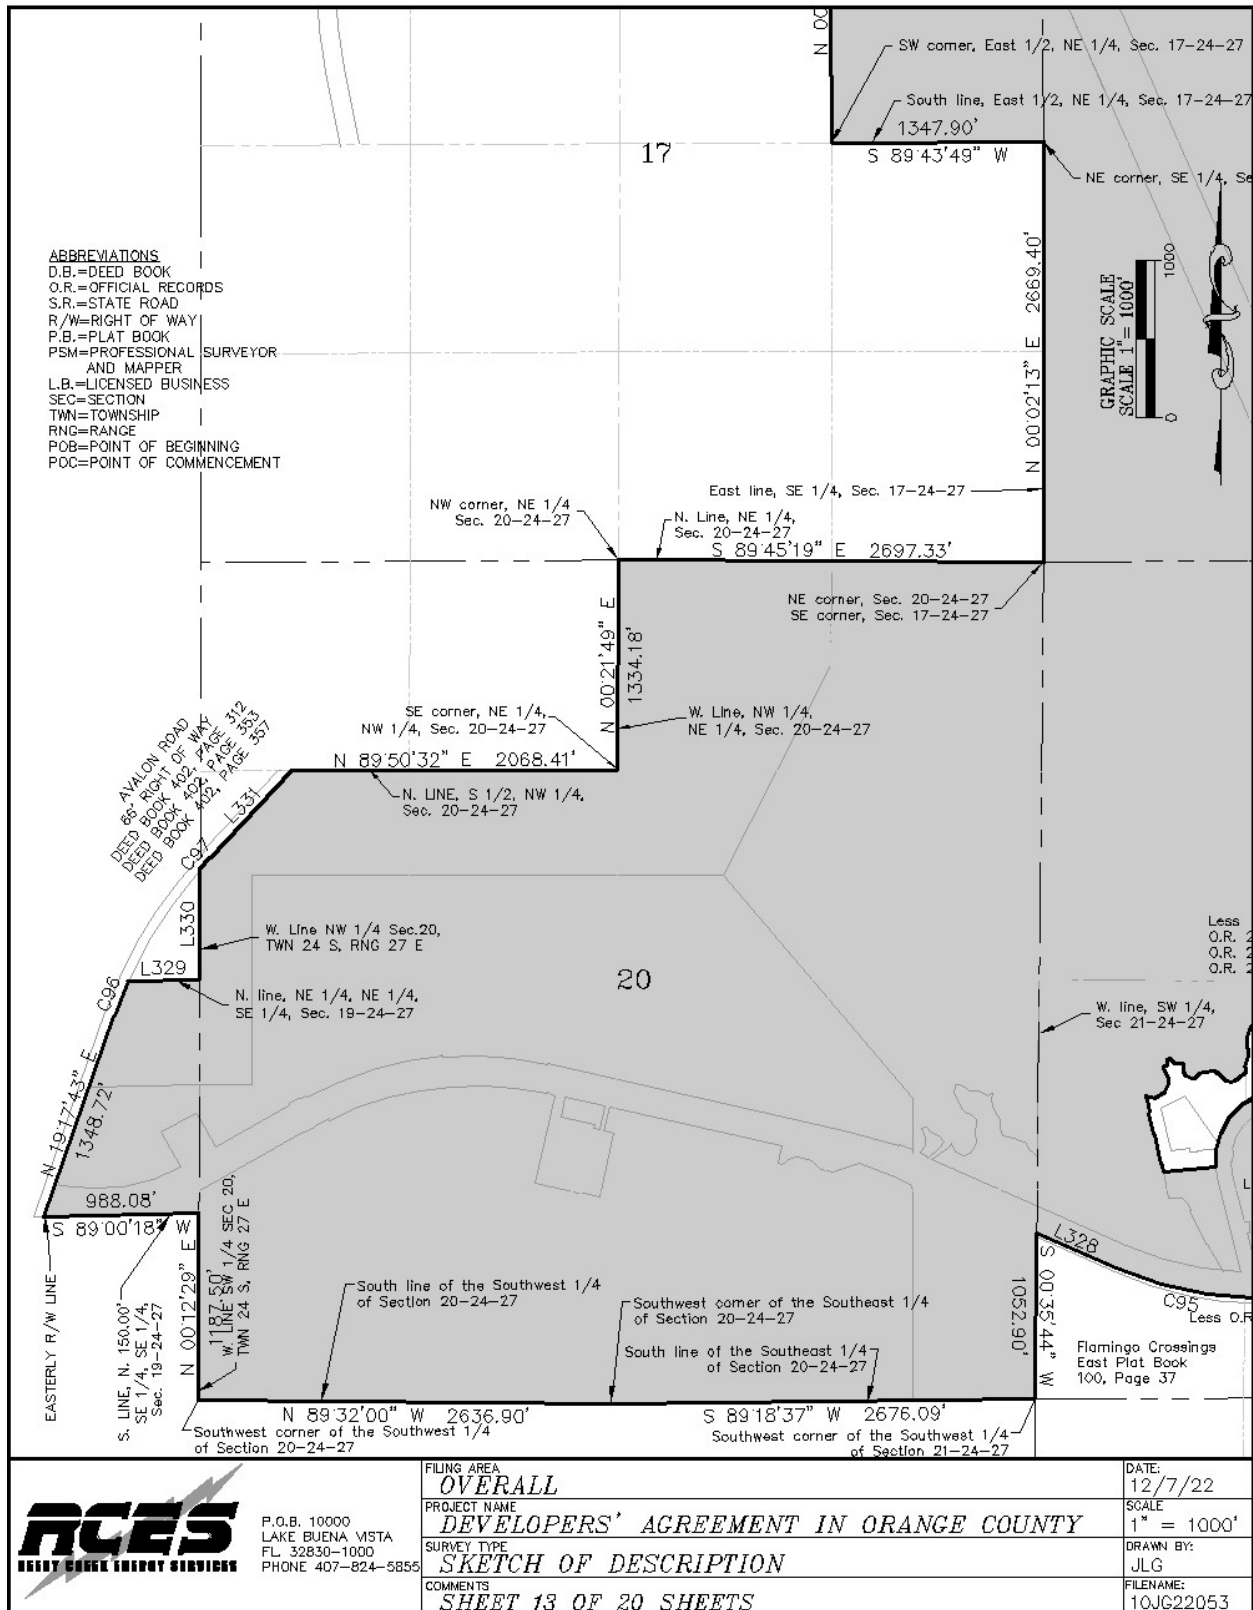 N 00
SW corner, East 1/2, NE 1/4, Sec. 17-24-27
South line, East 1/2, NE 1/4, Sec. 17-24-27
1347.90'
S 89°43'49" W
17
NE corner, SE 1/4, Se
ABBREVIATIONS
D.B.=DEED BOOK
O.R.=OFFICIAL RECORDS
S.R.=STATE ROAD
R/W=RIGHT OF WAY
P.B.=PLAT BOOK
PSM=PROFESSIONAL SURVEYOR
AND MAPPER
L.B.=LICENSED BUSINESS
SEC=SECTION
TWN=TOWNSHIP
RNG=RANGE
POB=POINT OF BEGINNING
POC=POINT OF COMMENCEMENT
N 00°02'13" E 2669.40'
GRAPHIC SCALE
SCALE 1"= 1000'
0
1000
East line, SE 1/4, Sec. 17-24-27
NW corner, NE 1/4
Sec. 20-24-27
N. Line, NE 1/4,
Sec. 20-24-27
S 89°45'19" E 2697.33'
NE corner, Sec. 20-24-27
SE corner, Sec. 17-24-27
N 00°21'49" E
1334.18'
SE corner, NE 1/4,
NW 1/4, Sec. 20-24-27
W. Line, NW 1/4,
NE 1/4, Sec. 20-24-27
N 89°50'32" E 2068.41'
N. LINE, S 1/2, NW 1/4,
Sec. 20-24-27
AVALON ROAD
66' RIGHT OF WAY
DEED BOOK 402, PAGE 312
DEED BOOK 402, PAGE 353
DEED BOOK 402, PAGE 357
L331
C97
L330
W. Line NW 1/4 Sec.20,
TWN 24 S, RNG 27 E
L329
N. line, NE 1/4, NE 1/4,
SE 1/4, Sec. 19-24-27
C96
20
Less
O.R. 2
O.R. 2
O.R. 2
W. line, SW 1/4,
Sec 21-24-27
N 19°17'43" E
1348.72'
988.08'
S 89°00'18" W
L
L328
C95
Less O.R
EASTERLY R/W LINE
S. LINE, N. 150.00'
SE 1/4, SE 1/4,
Sec. 19-24-27
N 00°12'29" E
1187.50'
W. LINE SW 1/4 SEC 20,
TWN 24 S, RNG 27 E
South line of the Southwest 1/4
of Section 20-24-27
Southwest corner of the Southeast 1/4
of Section 20-24-27
South line of the Southeast 1/4
of Section 20-24-27
1052.90'
S 00°35'44" W
Flamingo Crossings
East Plat Book
100, Page 37
N 89°32'00" W 2636.90'
S 89°18'37" W 2676.09'
Southwest corner of the Southwest 1/4
of Section 20-24-27
Southwest corner of the Southwest 1/4
of Section 21-24-27
RCES
REEDY CREEK ENERGY SERVICES
P.O.B. 10000
LAKE BUENA VISTA
FL 32830-1000
PHONE 407-824-5855
FILING AREA
OVERALL
PROJECT NAME
DEVELOPERS' AGREEMENT IN ORANGE COUNTY
SURVEY TYPE
SKETCH OF DESCRIPTION
COMMENTS
SHEET 13 OF 20 SHEETS
DATE:
12/7/22
SCALE
1" = 1000'
DRAWN BY:
JLG
FILENAME:
10JG22053